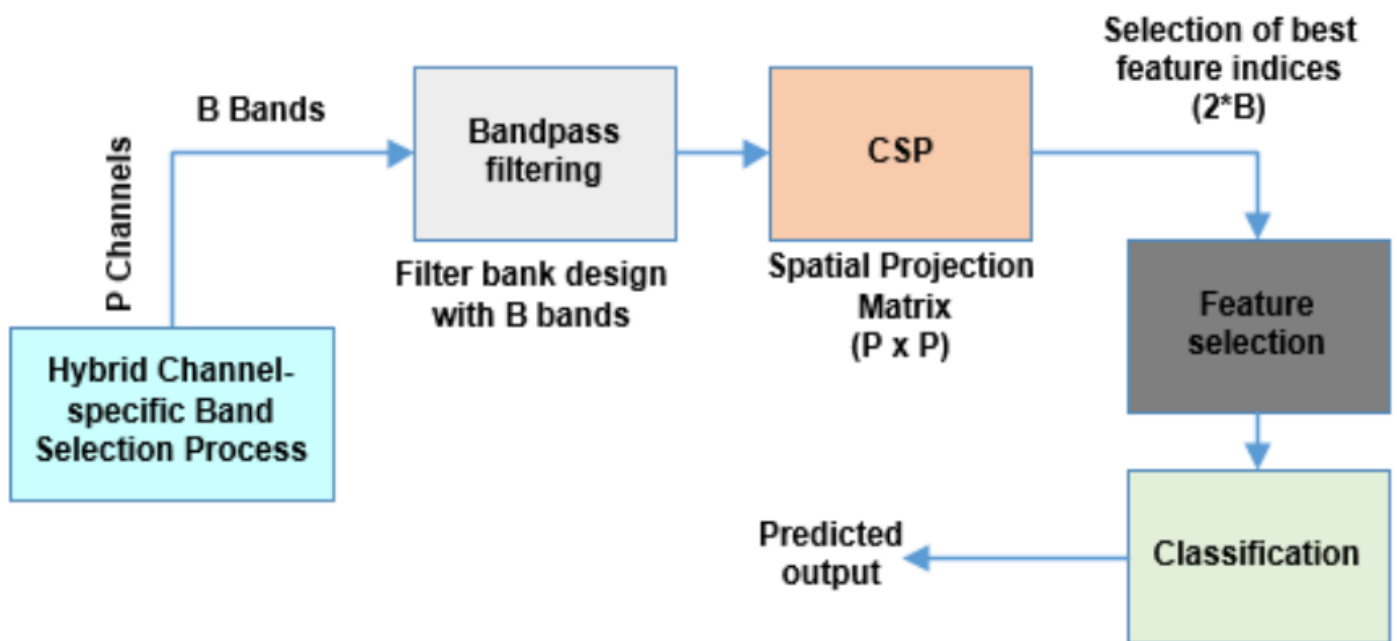 Hybrid Channel-
specific Band
Selection Process
P Channels
B Bands
Bandpass
filtering
Filter bank design
with B bands
CSP
Spatial Projection
Matrix
(P x P)
Selection of best
feature indices
(2*B)
Feature
selection
Classification
Predicted
output